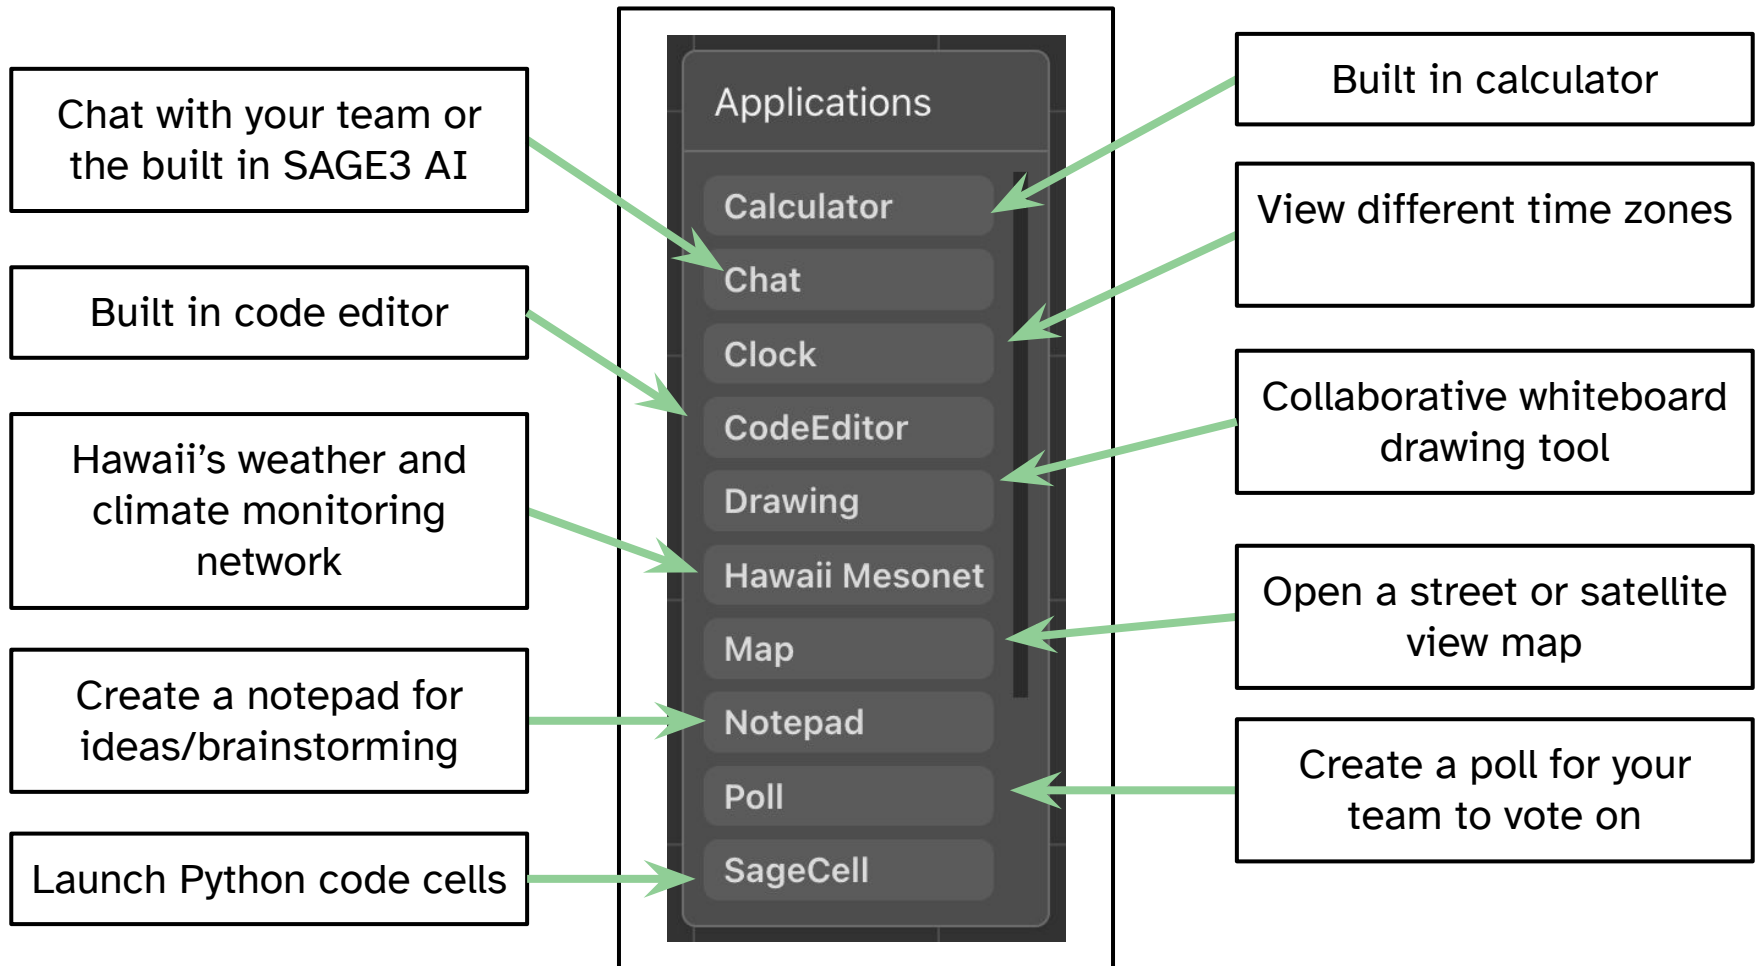 Chat with your team or
the built in SAGE3 AI
Built in code editor
Hawaii’s weather and
climate monitoring
network
Create a notepad for
ideas/brainstorming
Launch Python code cells
Applications
Calculator
Chat
Clock
CodeEditor
Drawing
Hawaii Mesonet
Map
Notepad
Poll
SageCell
Built in calculator
View different time zones
Collaborative whiteboard
drawing tool
Open a street or satellite
view map
Create a poll for your
team to vote on